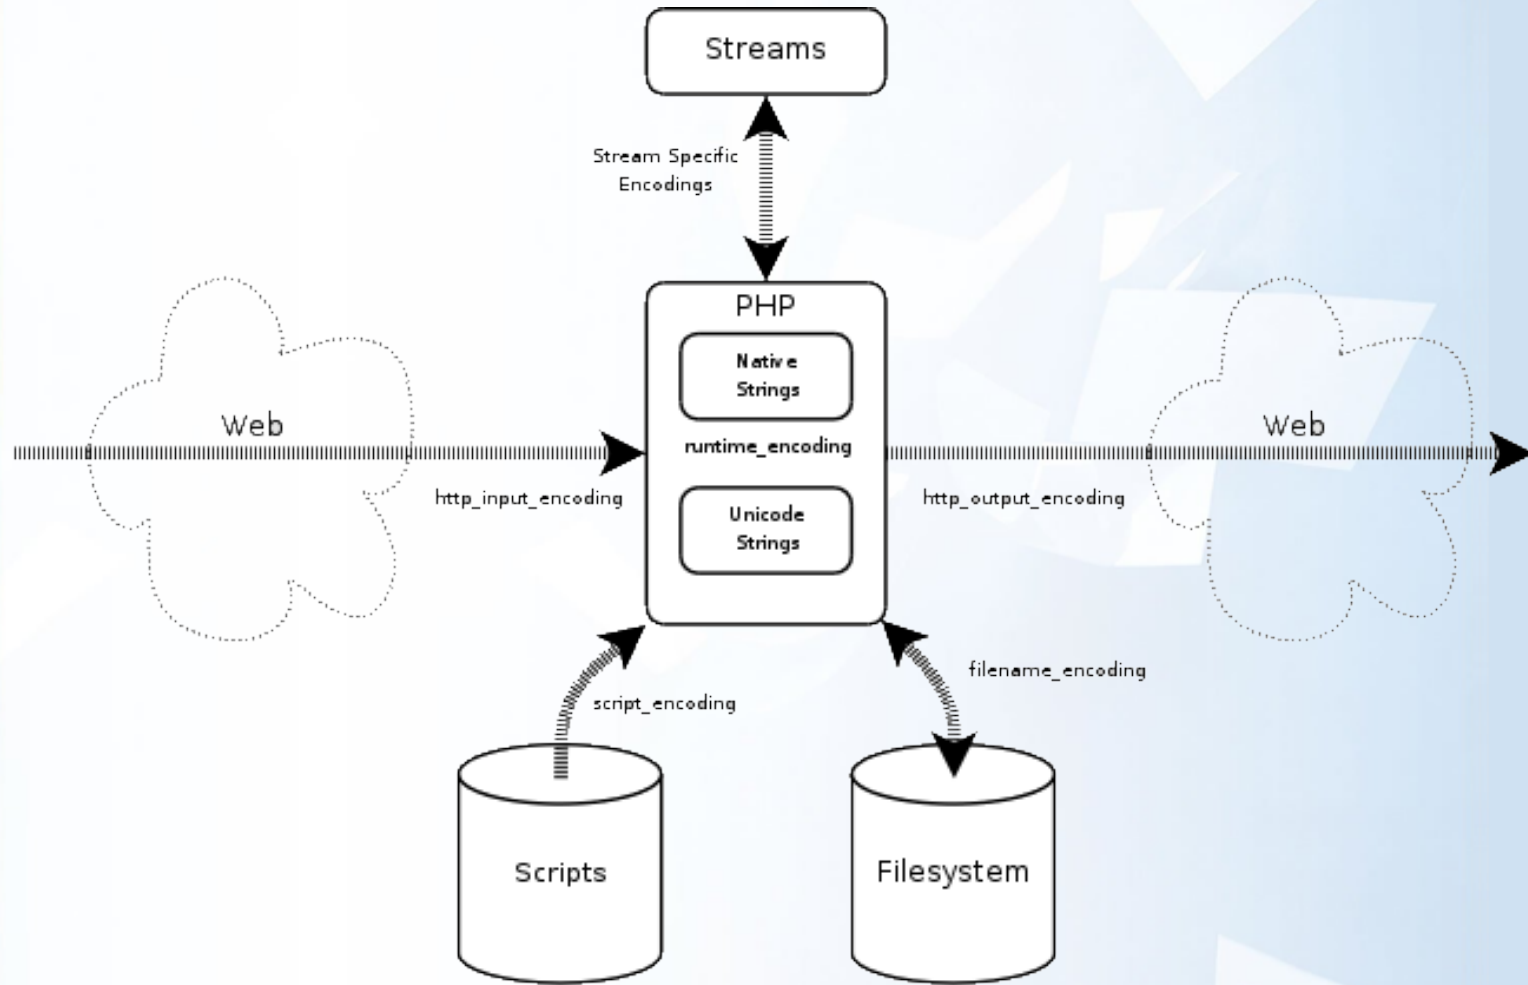 Streams
Stream Specific
Encodings
PHP
Native
Strings
runtime_encoding
Unicode
Strings
Web
http_input_encoding
Web
http_output_encoding
script_encoding
filename_encoding
Scripts
Filesystem